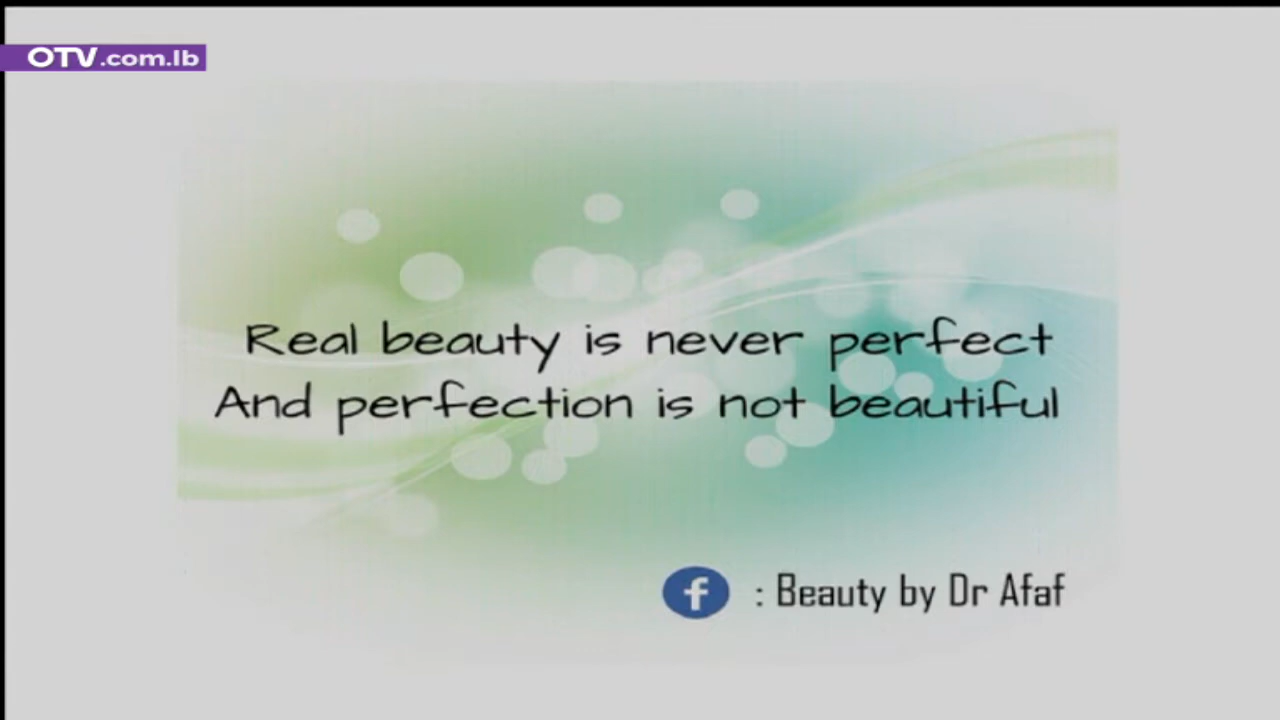 OTV.com.lb
Real beauty is never perfect
And perfection is not beautiful
f : Beauty by Dr Afaf